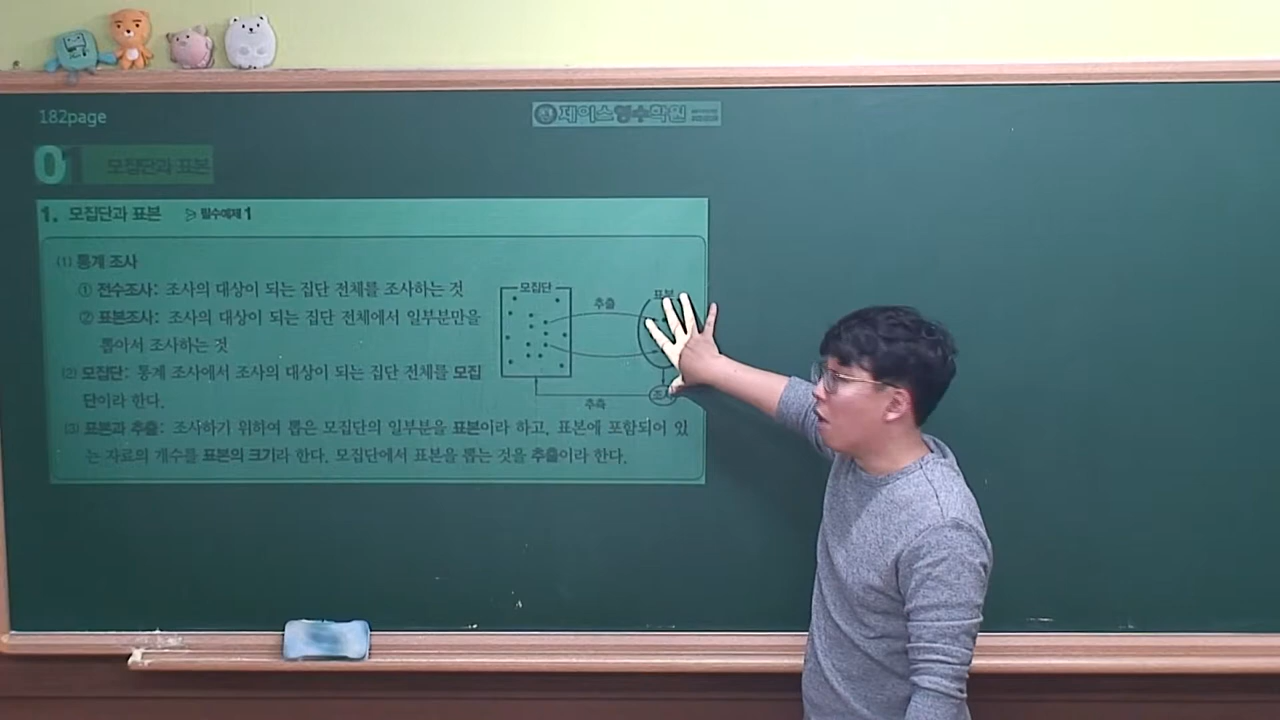 182page
제이스영수학원
01 모집단과 표본
1. 모집단과 표본 > 필수예제 1
(1) 통계 조사
① 전수조사: 조사의 대상이 되는 집단 전체를 조사하는 것
② 표본조사: 조사의 대상이 되는 집단 전체에서 일부분만을
뽑아서 조사하는 것
(2) 모집단: 통계 조사에서 조사의 대상이 되는 집단 전체를 모집
단이라 한다.
(3) 표본과 추출: 조사하기 위하여 뽑은 모집단의 일부분을 표본이라 하고, 표본에 포함되어 있
는 자료의 개수를 표본의 크기라 한다. 모집단에서 표본을 뽑는 것을 추출이라 한다.
모집단
추출
표본
추측